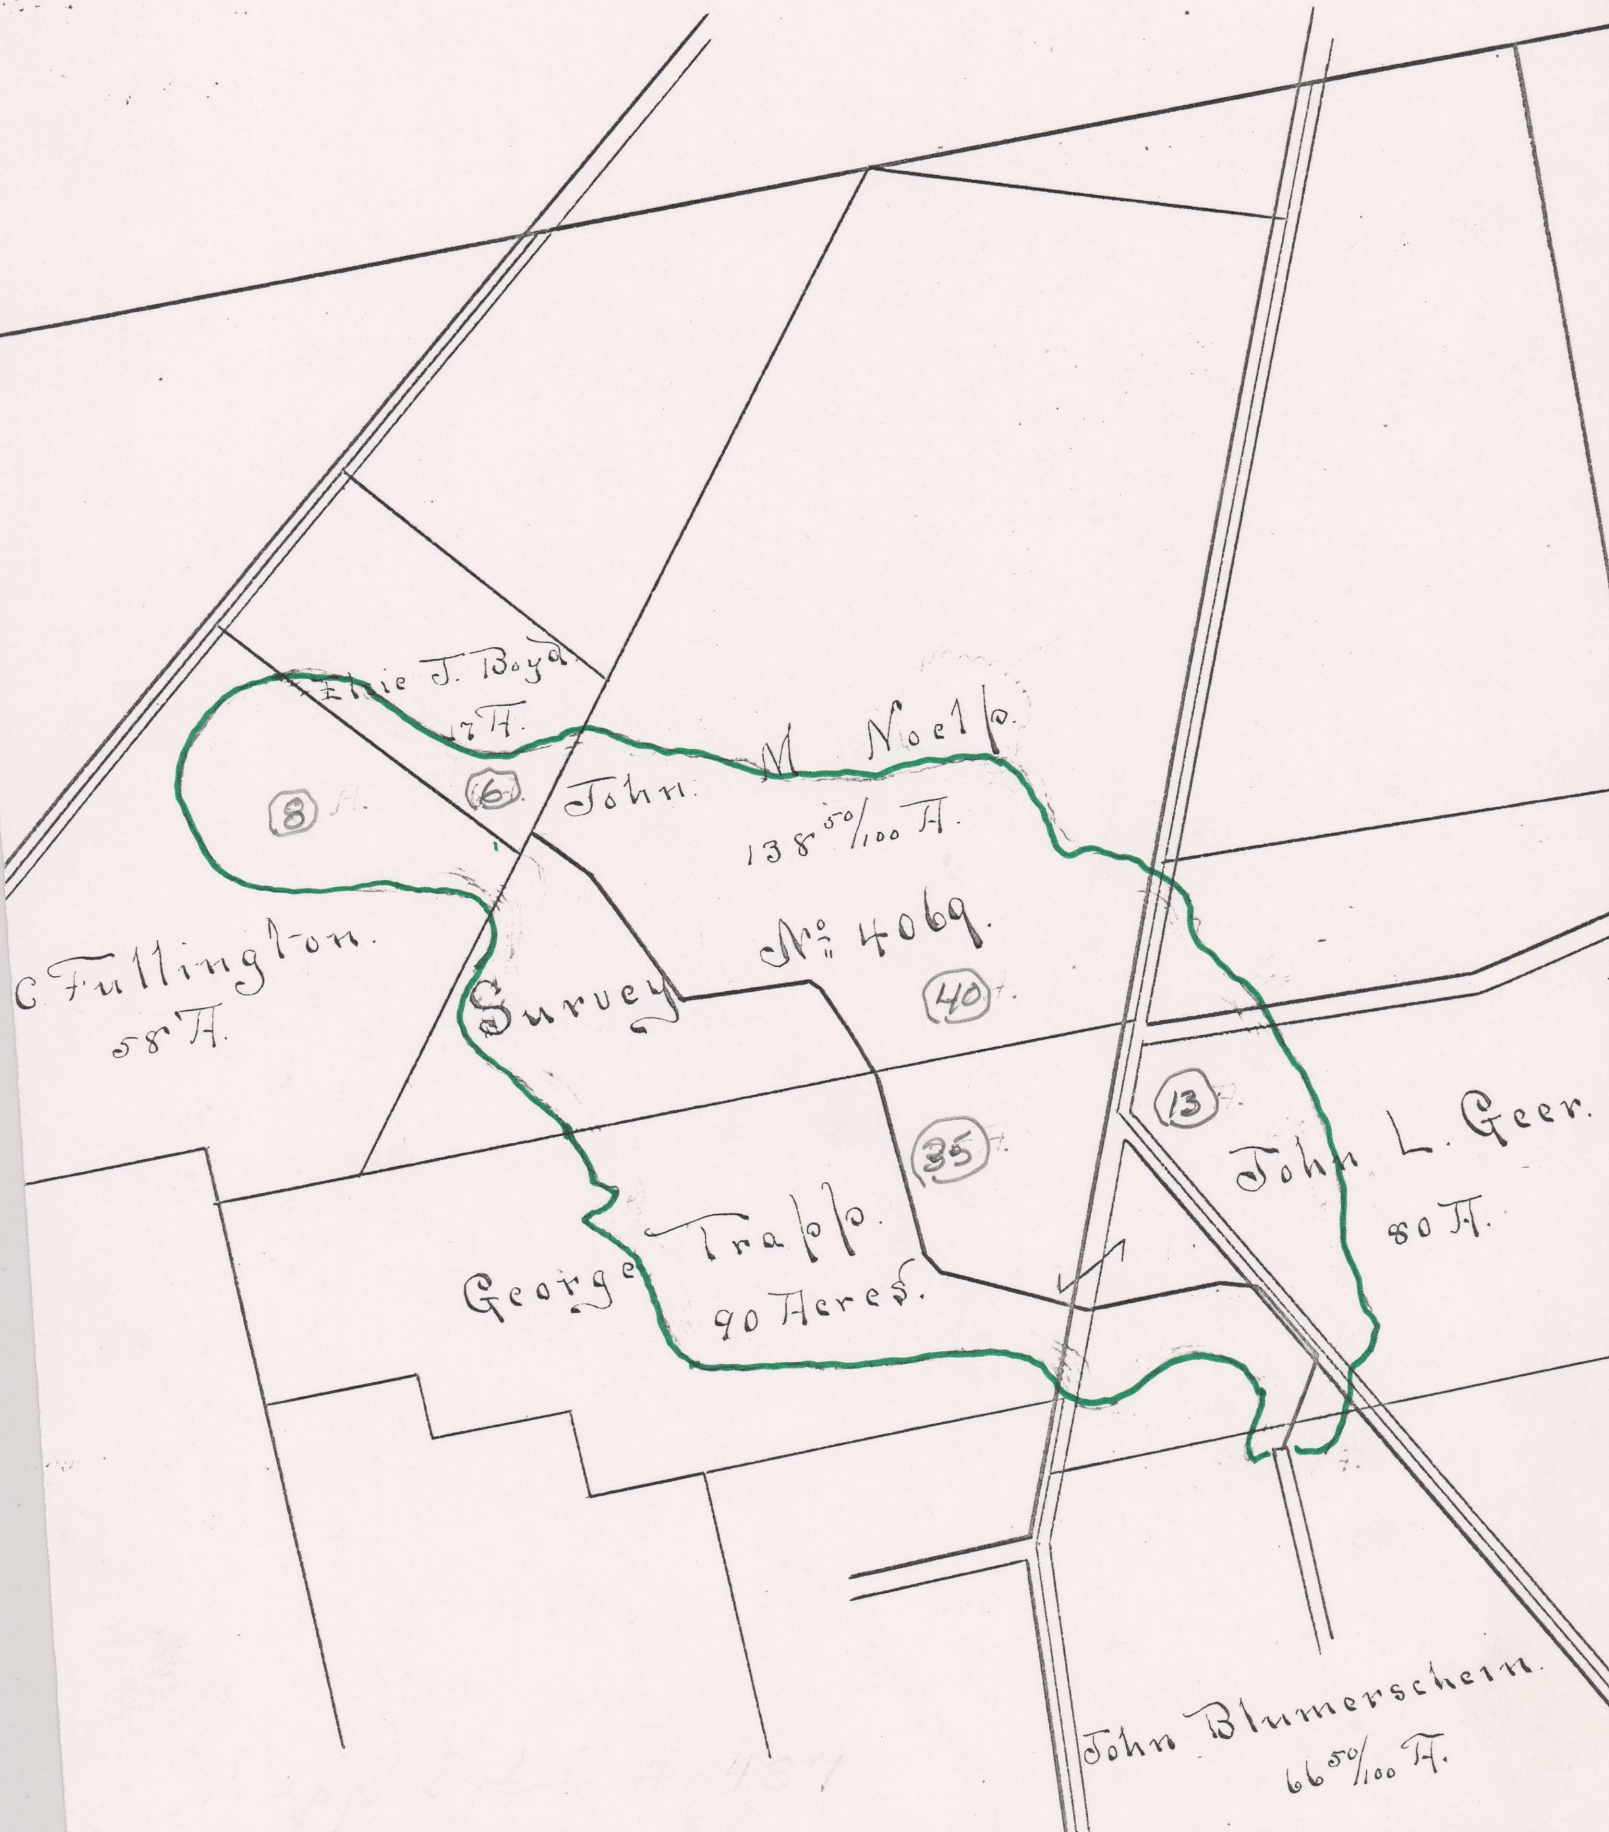 Elsie J. Boyd.
17 A.
M Noel p.
8
6
John
138 50/100 A.
C. Fullington.
58 A.
No. 4069.
Survey
40
13
John L. Geer.
80 A.
35
George Trapp.
90 Acres.
John Blumerschein.
66 50/100 A.